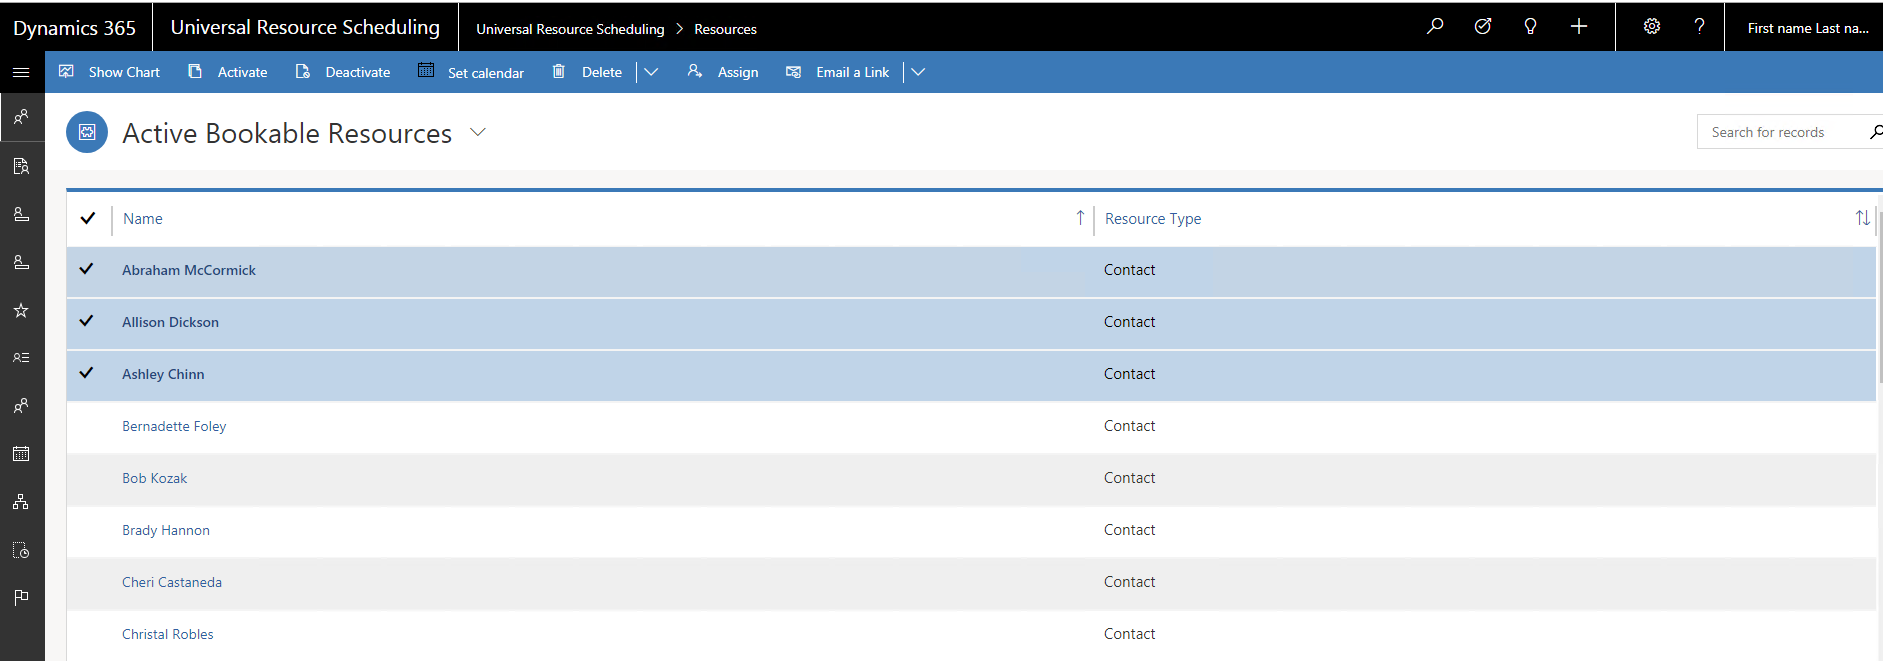 Dynamics 365 Universal Resource Scheduling Universal Resource Scheduling > Resources ? First name Last na...
Show Chart Activate Deactivate Set calendar Delete Assign Email a Link
Active Bookable Resources Search for records
Name Resource Type
Abraham McCormick Contact
Allison Dickson Contact
Ashley Chinn Contact
Bernadette Foley Contact
Bob Kozak Contact
Brady Hannon Contact
Cheri Castaneda Contact
Christal Robles Contact